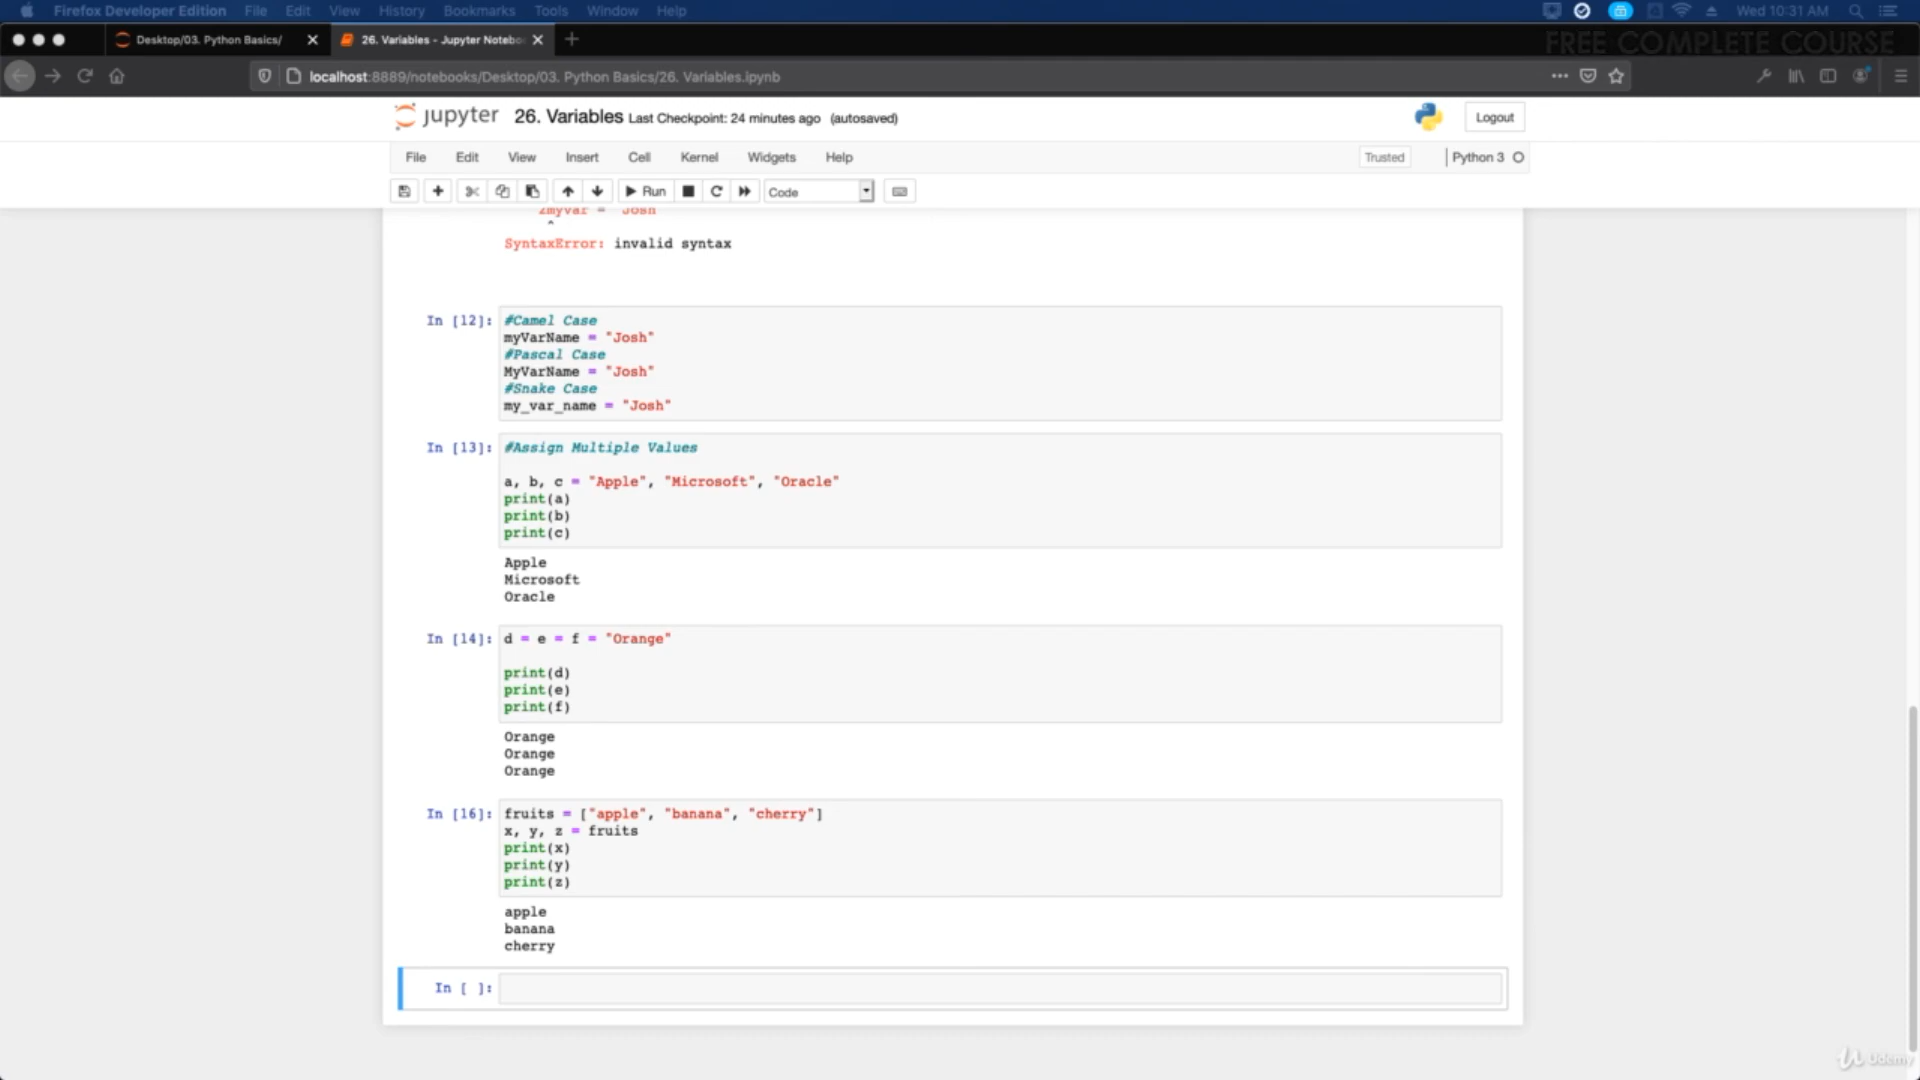 Firefox Developer Edition File Edit View History Bookmarks Tools Window Help Wed 10:31 AM
Desktop/03. Python Basics/ 26. Variables - Jupyter Notebo
FREE COMPLETE COURSE
localhost:8889/notebooks/Desktop/03. Python Basics/26. Variables.ipynb
jupyter 26. Variables Last Checkpoint: 24 minutes ago (autosaved) Logout
File Edit View Insert Cell Kernel Widgets Help Trusted Python 3
Run Code
2myvar = "Josh"
^
SyntaxError: invalid syntax
In [12]: #Camel Case
myVarName = "Josh"
#Pascal Case
MyVarName = "Josh"
#Snake Case
my_var_name = "Josh"
In [13]: #Assign Multiple Values
a, b, c = "Apple", "Microsoft", "Oracle"
print(a)
print(b)
print(c)
Apple
Microsoft
Oracle
In [14]: d = e = f = "Orange"
print(d)
print(e)
print(f)
Orange
Orange
Orange
In [16]: fruits = ["apple", "banana", "cherry"]
x, y, z = fruits
print(x)
print(y)
print(z)
apple
banana
cherry
In [ ]:
Udemy